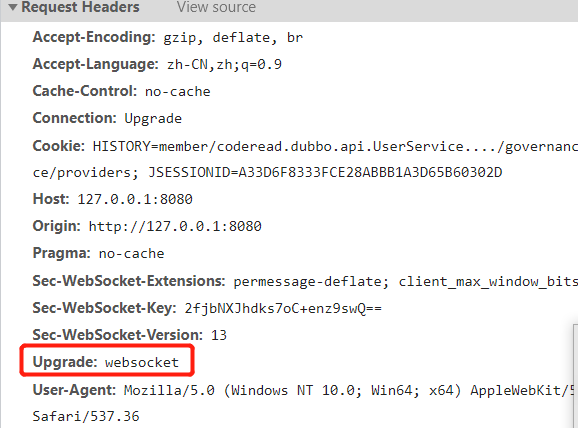 Request Headers View source
Accept-Encoding: gzip, deflate, br
Accept-Language: zh-CN,zh;q=0.9
Cache-Control: no-cache
Connection: Upgrade
Cookie: HISTORY=member/coderead.dubbo.api.UserService..../governanc
ce/providers; JSESSIONID=A33D6F8333FCE28ABBB1A3D65B60302D
Host: 127.0.0.1:8080
Origin: http://127.0.0.1:8080
Pragma: no-cache
Sec-WebSocket-Extensions: permessage-deflate; client_max_window_bits
Sec-WebSocket-Key: 2fjbNXJhdks7oC+enz9swQ==
Sec-WebSocket-Version: 13
Upgrade: websocket
User-Agent: Mozilla/5.0 (Windows NT 10.0; Win64; x64) AppleWebKit/5
Safari/537.36